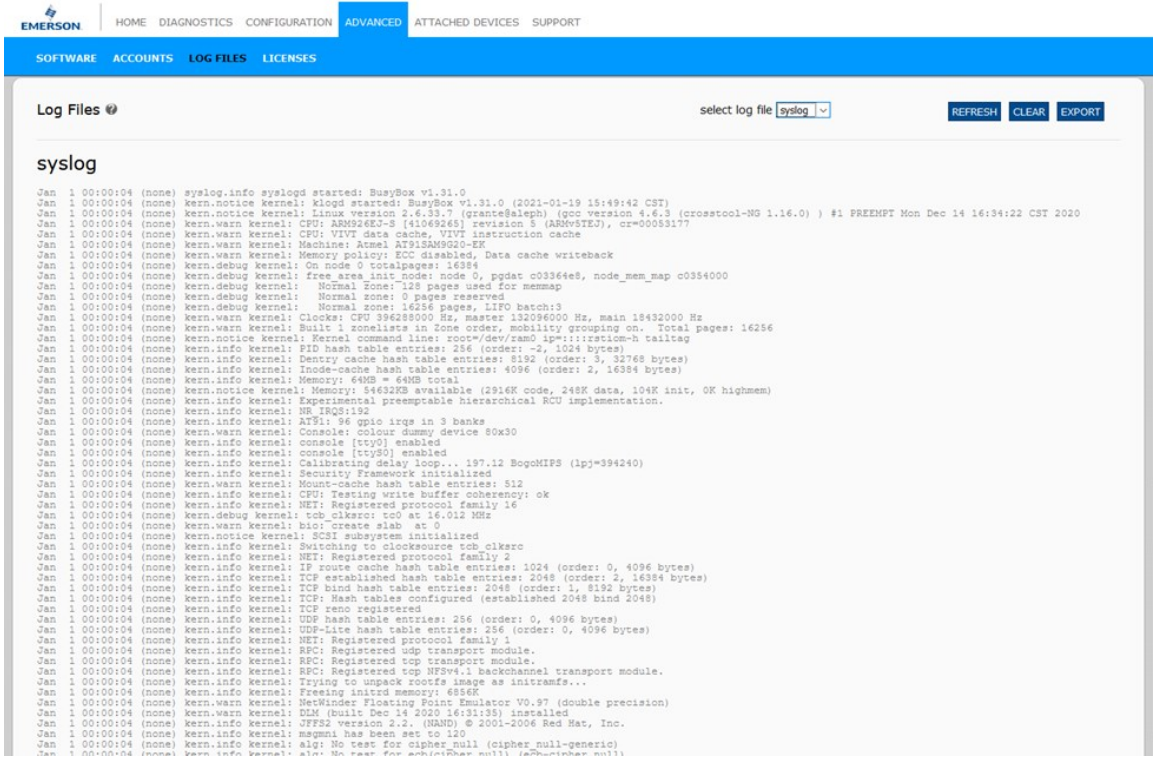 EMERSON HOME DIAGNOSTICS CONFIGURATION ADVANCED ATTACHED DEVICES SUPPORT
SOFTWARE ACCOUNTS LOG FILES LICENSES
Log Files select log file syslog REFRESH CLEAR EXPORT
syslog
Jan 1 00:00:04 (none) syslog.info syslogd started: BusyBox v1.31.0
Jan 1 00:00:04 (none) kern.notice kernel: klogd started: BusyBox v1.31.0 (2021-01-19 15:49:42 CST)
Jan 1 00:00:04 (none) kern.notice kernel: Linux version 2.6.33.7 (grante@aleph) (gcc version 4.6.3 (crosstool-NG 1.16.0) ) #1 PREEMPT Mon Dec 14 16:34:22 CST 2020
Jan 1 00:00:04 (none) kern.warn kernel: CPU: ARM926EJ-S [41069265] revision 5 (ARMv5TEJ), cr=00053177
Jan 1 00:00:04 (none) kern.warn kernel: CPU: VIVT data cache, VIVT instruction cache
Jan 1 00:00:04 (none) kern.warn kernel: Machine: Atmel AT91SAM9G20-EK
Jan 1 00:00:04 (none) kern.warn kernel: Memory policy: ECC disabled, Data cache writeback
Jan 1 00:00:04 (none) kern.debug kernel: On node 0 totalpages: 16384
Jan 1 00:00:04 (none) kern.debug kernel: free_area_init_node: node 0, pgdat c03364e8, node_mem_map c0354000
Jan 1 00:00:04 (none) kern.debug kernel: Normal zone: 128 pages used for memmap
Jan 1 00:00:04 (none) kern.debug kernel: Normal zone: 0 pages reserved
Jan 1 00:00:04 (none) kern.debug kernel: Normal zone: 16256 pages, LIFO batch:3
Jan 1 00:00:04 (none) kern.warn kernel: Clocks: CPU 396288000 Hz, master 132096000 Hz, main 18432000 Hz
Jan 1 00:00:04 (none) kern.warn kernel: Built 1 zonelists in Zone order, mobility grouping on. Total pages: 16256
Jan 1 00:00:04 (none) kern.notice kernel: Kernel command line: root=/dev/ram0 ip=:::::rstiom-h tailtag
Jan 1 00:00:04 (none) kern.info kernel: PID hash table entries: 256 (order: -2, 1024 bytes)
Jan 1 00:00:04 (none) kern.info kernel: Dentry cache hash table entries: 8192 (order: 3, 32768 bytes)
Jan 1 00:00:04 (none) kern.info kernel: Inode-cache hash table entries: 4096 (order: 2, 16384 bytes)
Jan 1 00:00:04 (none) kern.info kernel: Memory: 64MB = 64MB total
Jan 1 00:00:04 (none) kern.notice kernel: Memory: 54632KB available (2916K code, 248K data, 104K init, 0K highmem)
Jan 1 00:00:04 (none) kern.info kernel: Experimental preemptable hierarchical RCU implementation.
Jan 1 00:00:04 (none) kern.info kernel: NR_IRQS:192
Jan 1 00:00:04 (none) kern.info kernel: AT91: 96 gpio irqs in 3 banks
Jan 1 00:00:04 (none) kern.warn kernel: Console: colour dummy device 80x30
Jan 1 00:00:04 (none) kern.info kernel: console [tty0] enabled
Jan 1 00:00:04 (none) kern.info kernel: console [ttyS0] enabled
Jan 1 00:00:04 (none) kern.info kernel: Calibrating delay loop... 197.12 BogoMIPS (lpj=394240)
Jan 1 00:00:04 (none) kern.info kernel: Security Framework initialized
Jan 1 00:00:04 (none) kern.warn kernel: Mount-cache hash table entries: 512
Jan 1 00:00:04 (none) kern.info kernel: CPU: Testing write buffer coherency: ok
Jan 1 00:00:04 (none) kern.info kernel: NET: Registered protocol family 16
Jan 1 00:00:04 (none) kern.debug kernel: tcb_clksrc: tc0 at 16.012 MHz
Jan 1 00:00:04 (none) kern.warn kernel: bio: create slab at 0
Jan 1 00:00:04 (none) kern.notice kernel: SCSI subsystem initialized
Jan 1 00:00:04 (none) kern.info kernel: Switching to clocksource tcb_clksrc
Jan 1 00:00:04 (none) kern.info kernel: NET: Registered protocol family 2
Jan 1 00:00:04 (none) kern.info kernel: IP route cache hash table entries: 1024 (order: 0, 4096 bytes)
Jan 1 00:00:04 (none) kern.info kernel: TCP established hash table entries: 2048 (order: 2, 16384 bytes)
Jan 1 00:00:04 (none) kern.info kernel: TCP bind hash table entries: 2048 (order: 1, 8192 bytes)
Jan 1 00:00:04 (none) kern.info kernel: TCP: Hash tables configured (established 2048 bind 2048)
Jan 1 00:00:04 (none) kern.info kernel: TCP reno registered
Jan 1 00:00:04 (none) kern.info kernel: UDP hash table entries: 256 (order: 0, 4096 bytes)
Jan 1 00:00:04 (none) kern.info kernel: UDP-Lite hash table entries: 256 (order: 0, 4096 bytes)
Jan 1 00:00:04 (none) kern.info kernel: NET: Registered protocol family 1
Jan 1 00:00:04 (none) kern.info kernel: RPC: Registered udp transport module.
Jan 1 00:00:04 (none) kern.info kernel: RPC: Registered tcp transport module.
Jan 1 00:00:04 (none) kern.info kernel: RPC: Registered tcp NFSv4.1 backchannel transport module.
Jan 1 00:00:04 (none) kern.info kernel: Trying to unpack rootfs image as initramfs...
Jan 1 00:00:04 (none) kern.info kernel: Freeing initrd memory: 6856K
Jan 1 00:00:04 (none) kern.warn kernel: NetWinder Floating Point Emulator V0.97 (double precision)
Jan 1 00:00:04 (none) kern.warn kernel: DLM (built Dec 14 2020 16:31:35) installed
Jan 1 00:00:04 (none) kern.info kernel: JFFS2 version 2.2. (NAND) © 2001-2006 Red Hat, Inc.
Jan 1 00:00:04 (none) kern.info kernel: msgmni has been set to 120
Jan 1 00:00:04 (none) kern.info kernel: alg: No test for cipher_null (cipher_null-generic)
Jan 1 00:00:04 (none) kern.info kernel: alg: No test for ecb(cipher_null) (ecb-cipher_null)